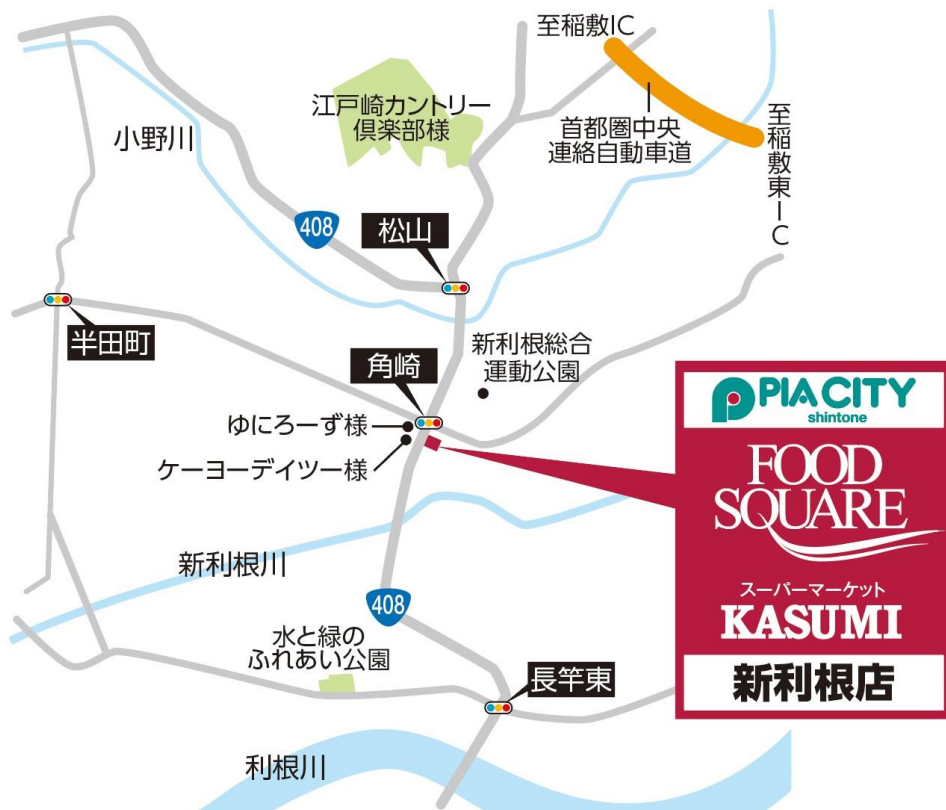 至稲敷IC
江戸崎カントリー
倶楽部様
首都圏中央
連絡自動車道
至稲敷東IC
小野川
408
松山
半田町
新利根総合
運動公園
角崎
ゆにろーず様
ケーヨーデイツー様
PIA CITY
shintone
FOOD
SQUARE
スーパーマーケット
KASUMI
新利根店
新利根川
408
水と緑の
ふれあい公園
長竿東
利根川